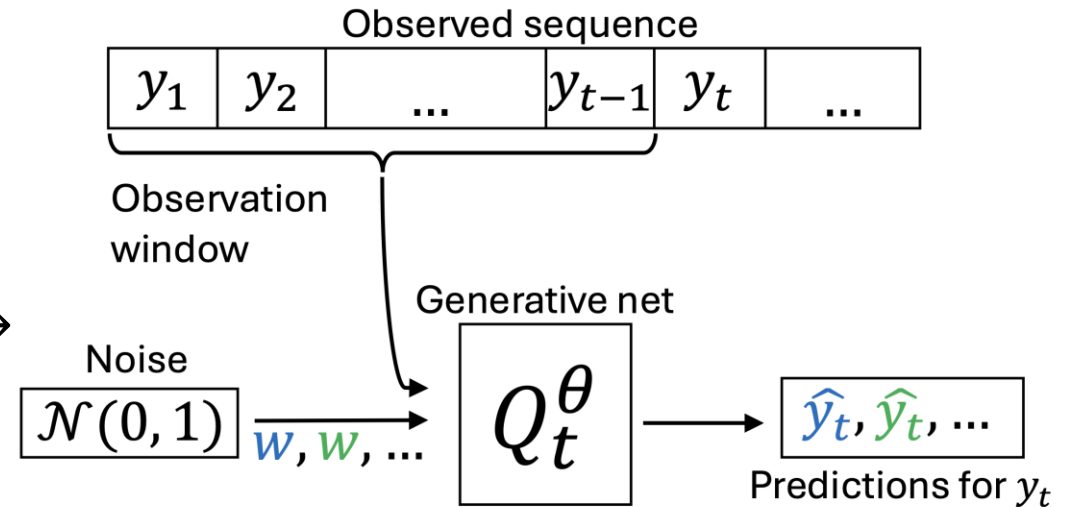 Observed sequence
y₁ y₂ ... yₜ₋₁ yₜ ...
Observation
window
Generative net
Noise
𝒩(0, 1)
w, w, ...
Qₜ^θ
ŷₜ, ŷₜ, ...
Predictions for yₜ